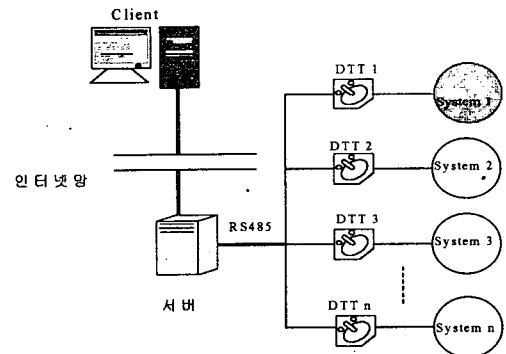 Client
DTT 1
System 1
DTT 2
System 2
인터넷망
RS485
DTT 3
System 3
서버
DTT n
System n